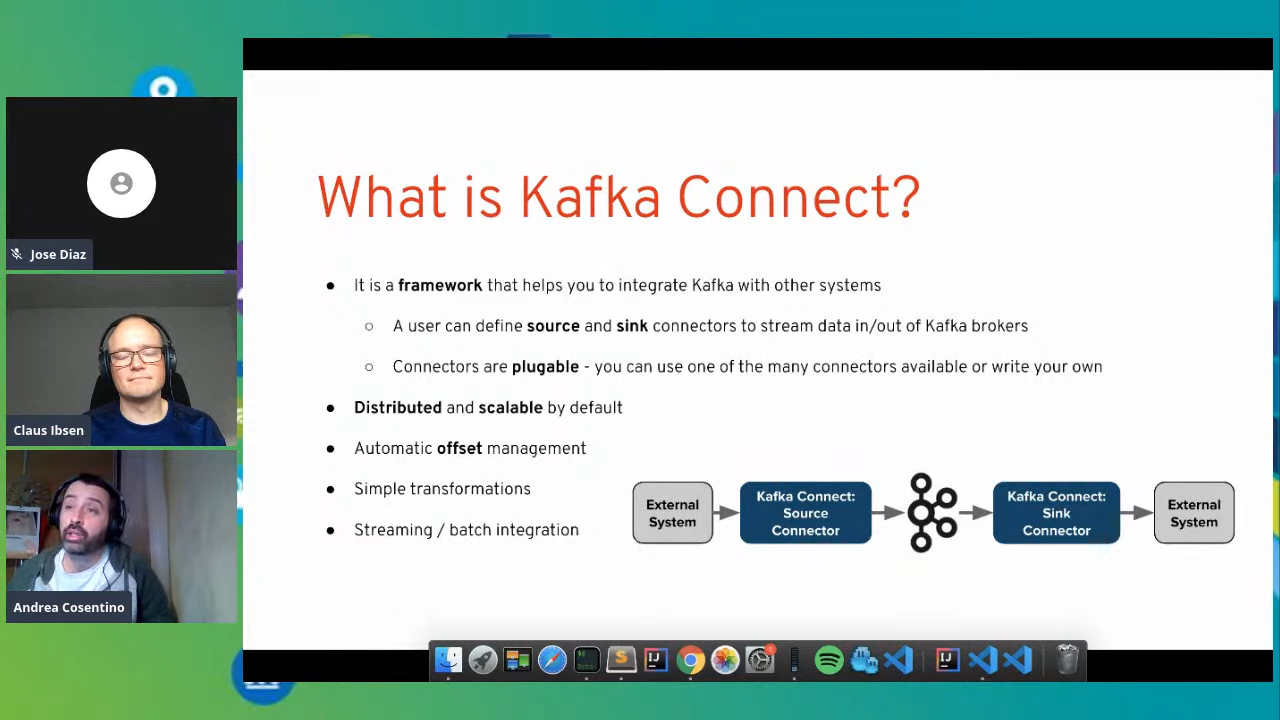 What is Kafka Connect?
It is a framework that helps you to integrate Kafka with other systems
A user can define source and sink connectors to stream data in/out of Kafka brokers
Connectors are plugable - you can use one of the many connectors available or write your own
Distributed and scalable by default
Automatic offset management
Simple transformations
Streaming / batch integration
External
System
Kafka Connect:
Source
Connector
Kafka Connect:
Sink
Connector
External
System
Jose Diaz
Claus Ibsen
Andrea Cosentino